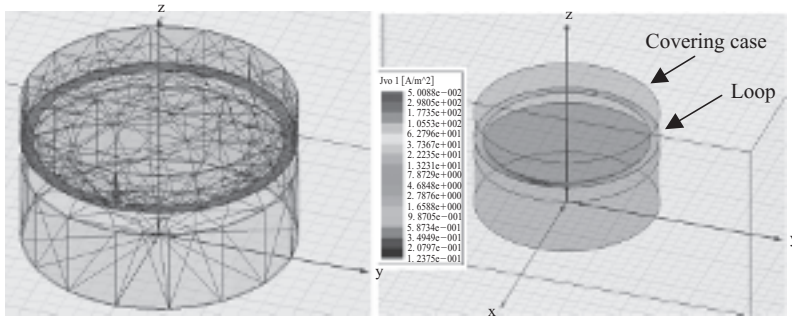 z
y
z
Covering case
Loop
Jvo 1 [A/m^2]
5. 0088e−002
2. 9805e+002
1. 7735e+002
1. 0553e+002
6. 2796e+001
3. 7367e+001
2. 2235e+001
1. 3231e+001
7. 8729e+000
4. 6848e+000
2. 7876e+000
1. 6588e+000
9. 8705e−001
5. 8734e−001
3. 4949e−001
2. 0797e−001
1. 2375e−001
x